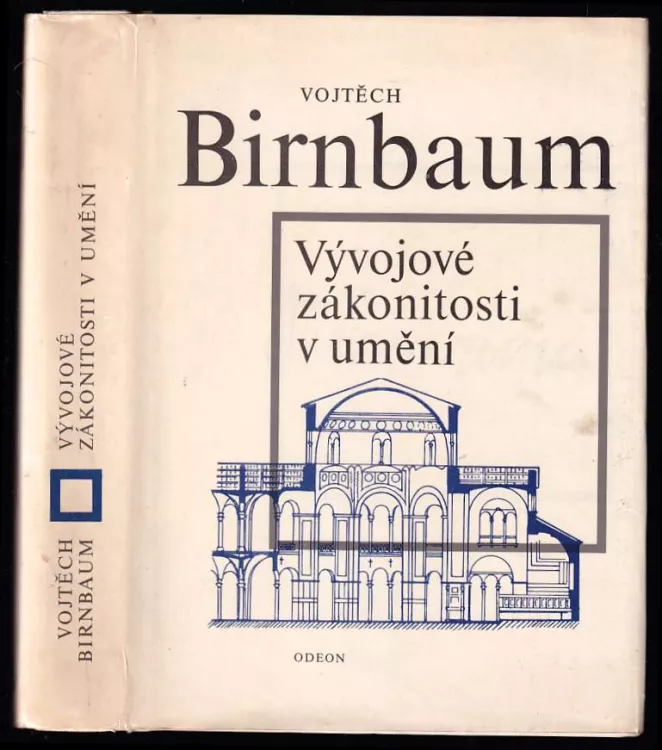 VOJTĚCH
Birnbaum
Vývojové
zákonitosti
v umění
ODEON
VOJTĚCH
BIRNBAUM
VÝVOJOVÉ
ZÁKONITOSTI V UMĚNÍ